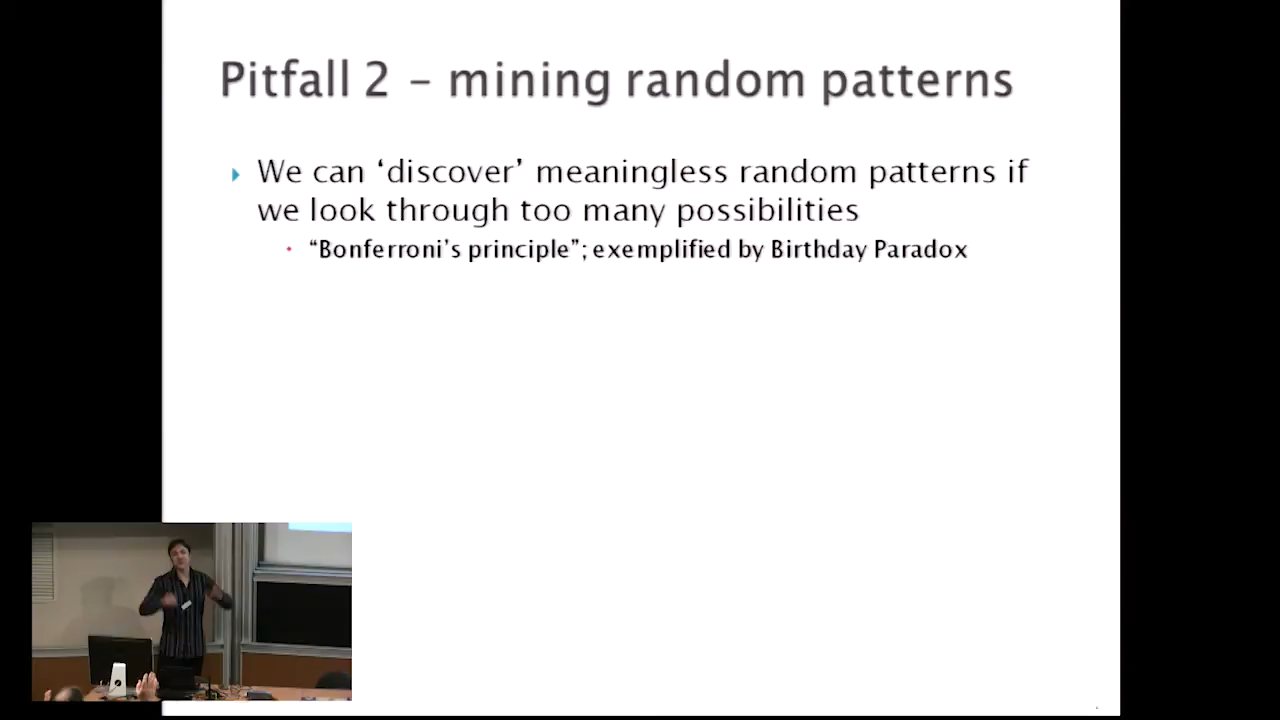 Pitfall 2 – mining random patterns
We can ‘discover’ meaningless random patterns if
we look through too many possibilities
“Bonferroni’s principle”; exemplified by Birthday Paradox